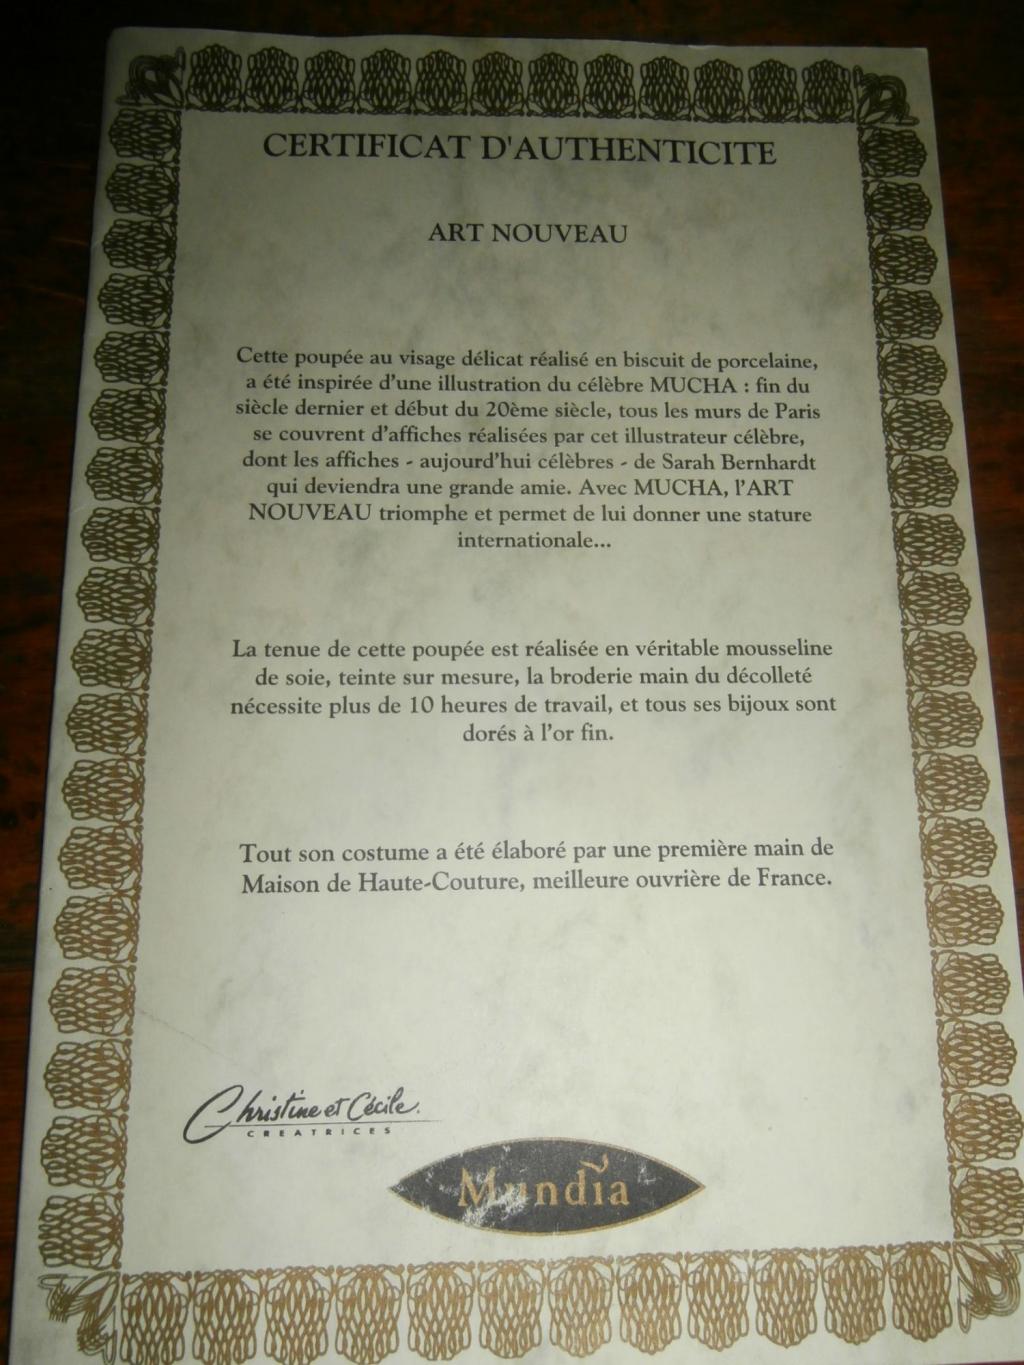 CERTIFICAT D'AUTHENTICITE
ART NOUVEAU
Cette poupée au visage délicat réalisé en biscuit de porcelaine,
a été inspirée d'une illustration du célèbre MUCHA : fin du
siècle dernier et début du 20ème siècle, tous les murs de Paris
se couvrent d'affiches réalisées par cet illustrateur célèbre,
dont les affiches - aujourd'hui célèbres - de Sarah Bernhardt
qui deviendra une grande amie. Avec MUCHA, l'ART
NOUVEAU triomphe et permet de lui donner une stature
internationale...
La tenue de cette poupée est réalisée en véritable mousseline
de soie, teinte sur mesure, la broderie main du décolleté
nécessite plus de 10 heures de travail, et tous ses bijoux sont
dorés à l'or fin.
Tout son costume a été élaboré par une première main de
Maison de Haute-Couture, meilleure ouvrière de France.
Christine et Cécile.
CREATRICES
Mundia